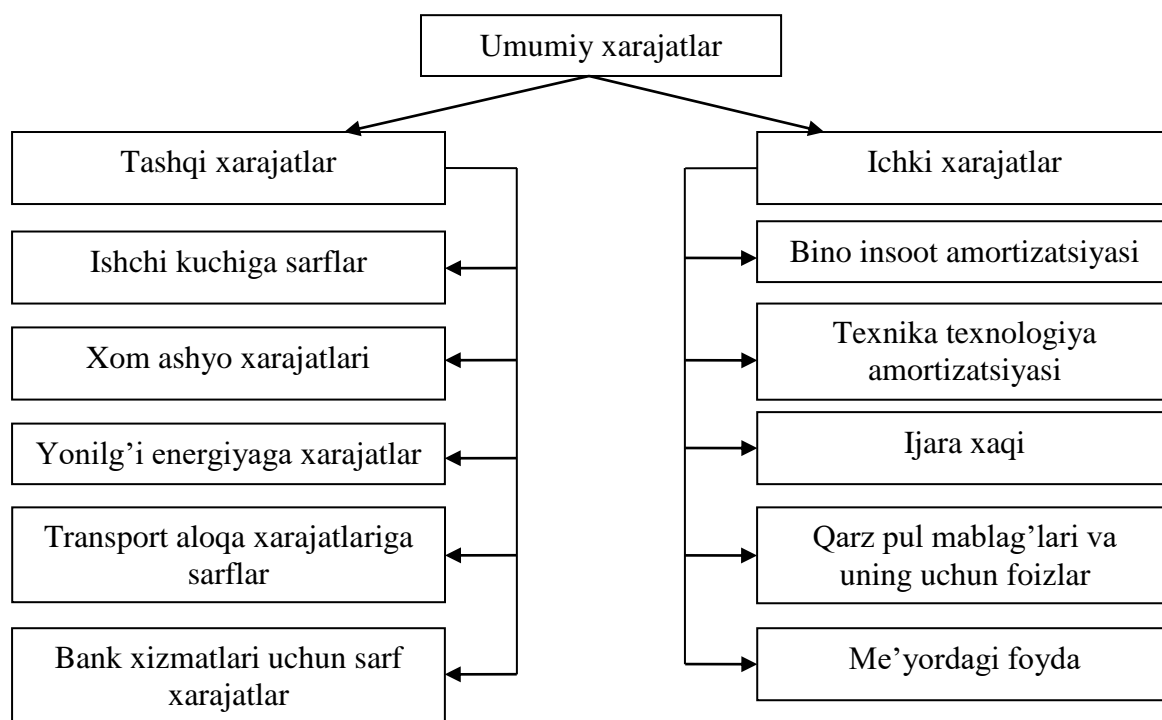 Umumiy xarajatlar
Tashqi xarajatlar
Ichki xarajatlar
Ishchi kuchiga sarflar
Bino insoot amortizatsiyasi
Xom ashyo xarajatlari
Texnika texnologiya
amortizatsiyasi
Yonilg’i energiyaga xarajatlar
Ijara xaqi
Transport aloqa xarajatlariga
sarflar
Qarz pul mablag’lari va
uning uchun foizlar
Bank xizmatlari uchun sarf
xarajatlar
Me’yordagi foyda